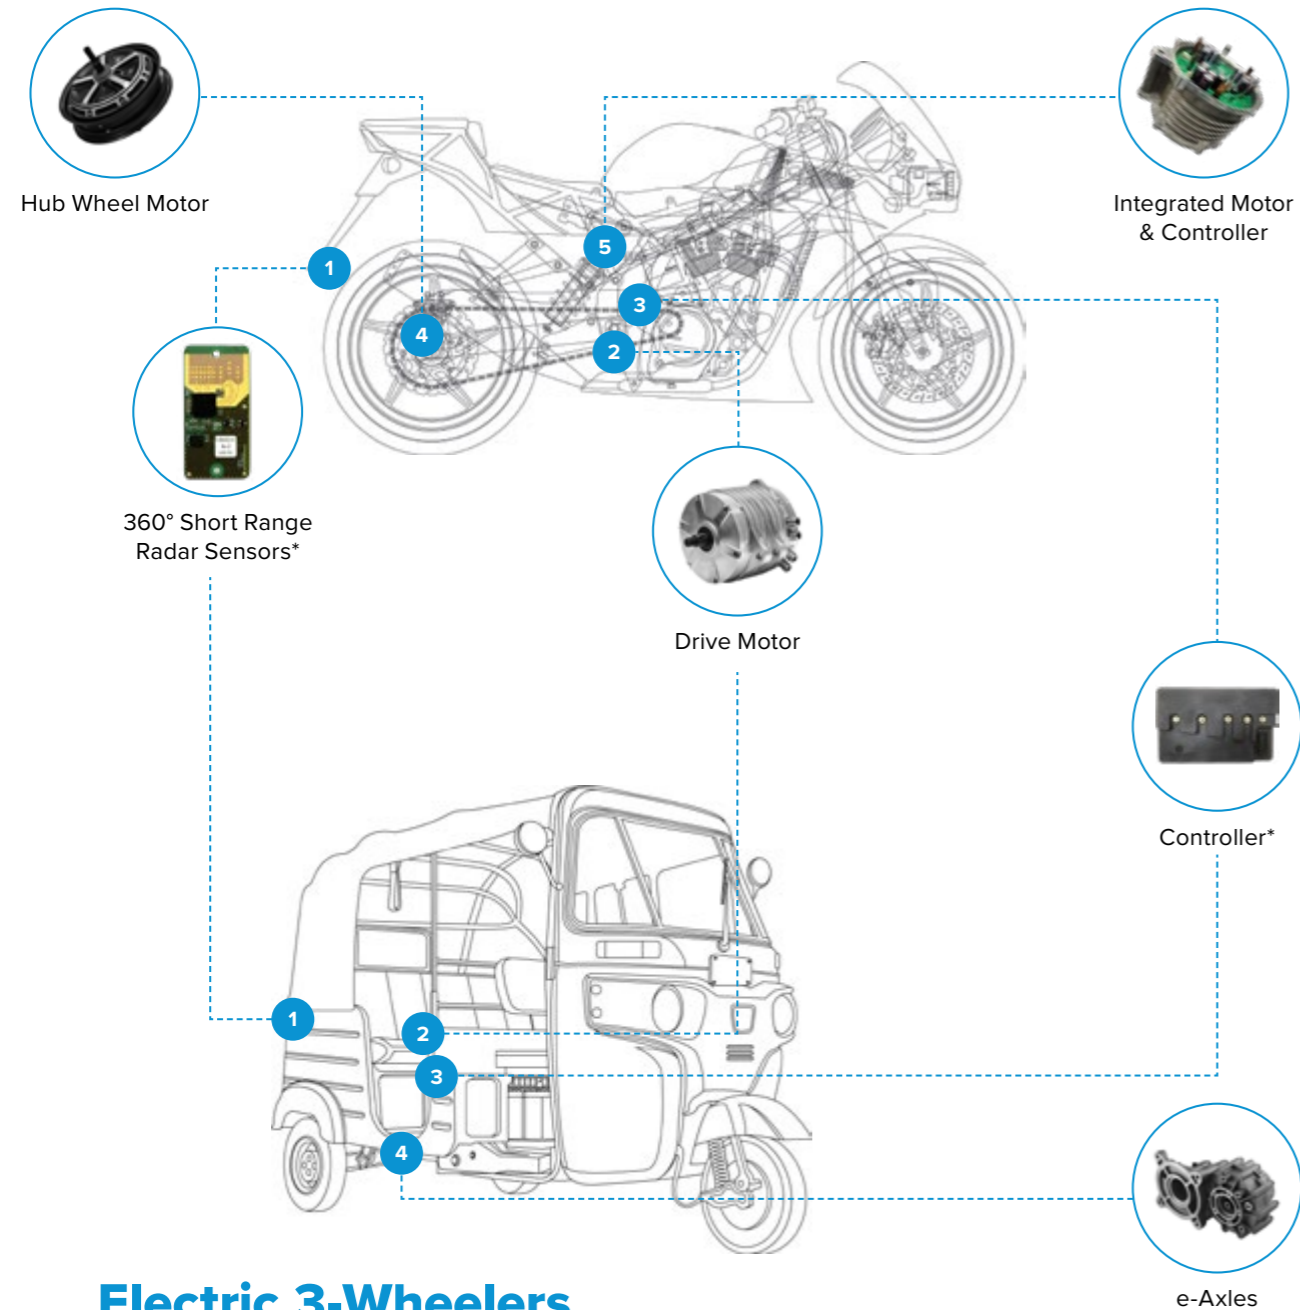 Hub Wheel Motor
Integrated Motor
& Controller
5
1
3
4
2
360° Short Range
Radar Sensors*
Drive Motor
Controller*
1
2
3
4
e-Axles
Electric 3-Wheelers